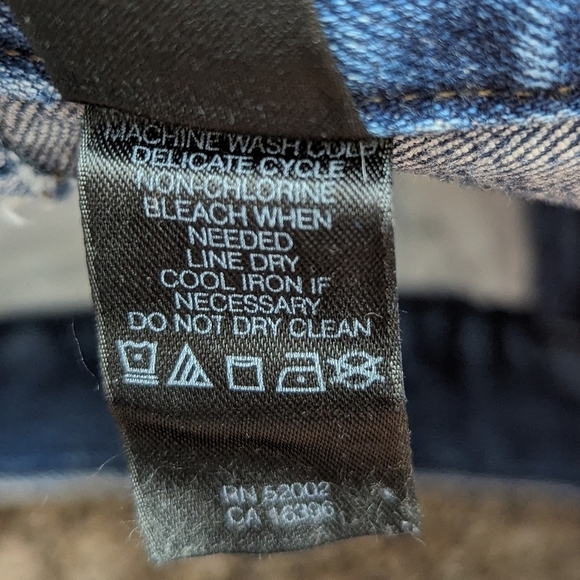 MACHINE WASH COLD
DELICATE CYCLE
NON-CHLORINE
BLEACH WHEN
NEEDED
LINE DRY
COOL IRON IF
NECESSARY
DO NOT DRY CLEAN
RN 52002
CA 16396